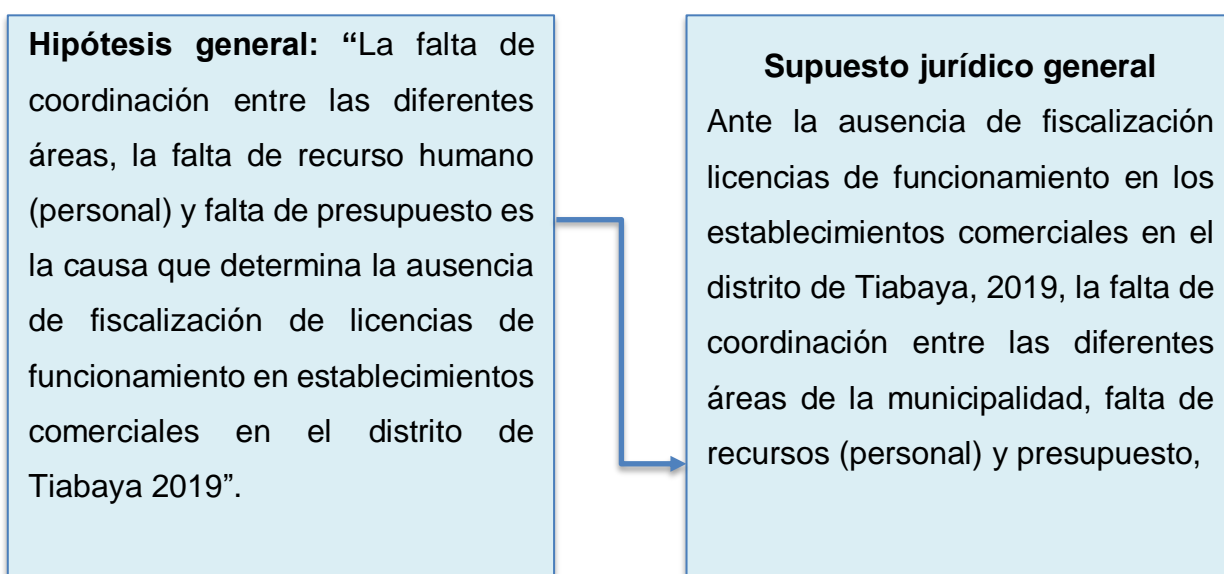 Hipótesis general: “La falta de
coordinación entre las diferentes
áreas, la falta de recurso humano
(personal) y falta de presupuesto es
la causa que determina la ausencia
de fiscalización de licencias de
funcionamiento en establecimientos
comerciales en el distrito de
Tiabaya 2019”.
Supuesto jurídico general
Ante la ausencia de fiscalización
licencias de funcionamiento en los
establecimientos comerciales en el
distrito de Tiabaya, 2019, la falta de
coordinación entre las diferentes
áreas de la municipalidad, falta de
recursos (personal) y presupuesto,